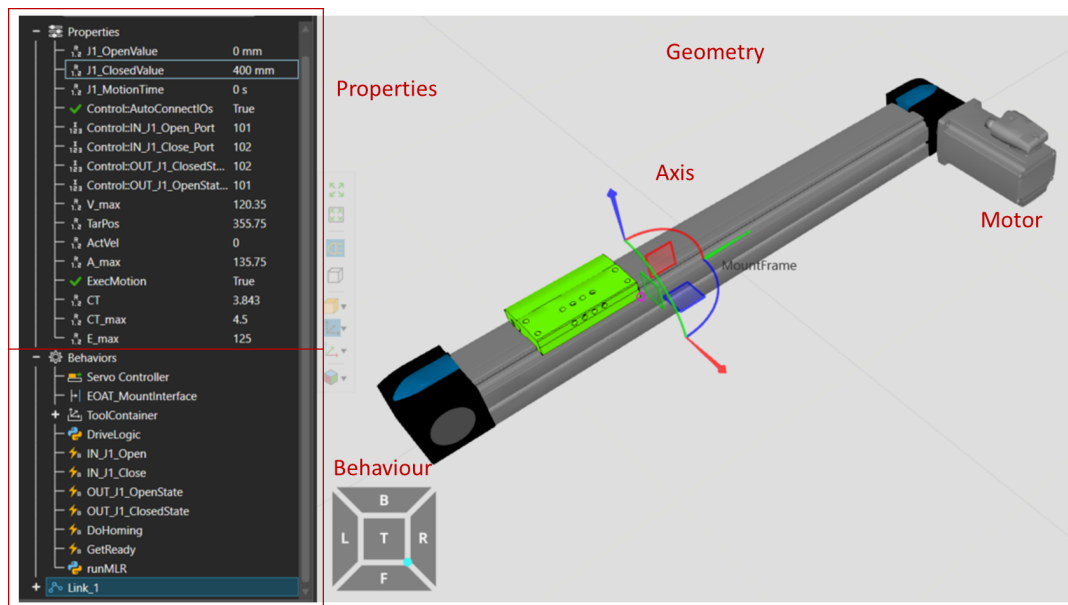 Properties
J1_OpenValue 0 mm
J1_ClosedValue 400 mm
J1_MotionTime 0 s
Control::AutoConnectIOs True
Control::IN_J1_Open_Port 101
Control::IN_J1_Close_Port 102
Control::OUT_J1_ClosedSt... 102
Control::OUT_J1_OpenStat... 101
V_max 120.35
TarPos 355.75
ActVel 0
A_max 135.75
ExecMotion True
CT 3.843
CT_max 4.5
E_max 125
Behaviors
Servo Controller
EOAT_MountInterface
ToolContainer
DriveLogic
IN_J1_Open
IN_J1_Close
OUT_J1_OpenState
OUT_J1_ClosedState
DoHoming
GetReady
runMLR
Link_1
Properties
Geometry
Axis
Motor
MountFrame
Behaviour
B
L T R
F